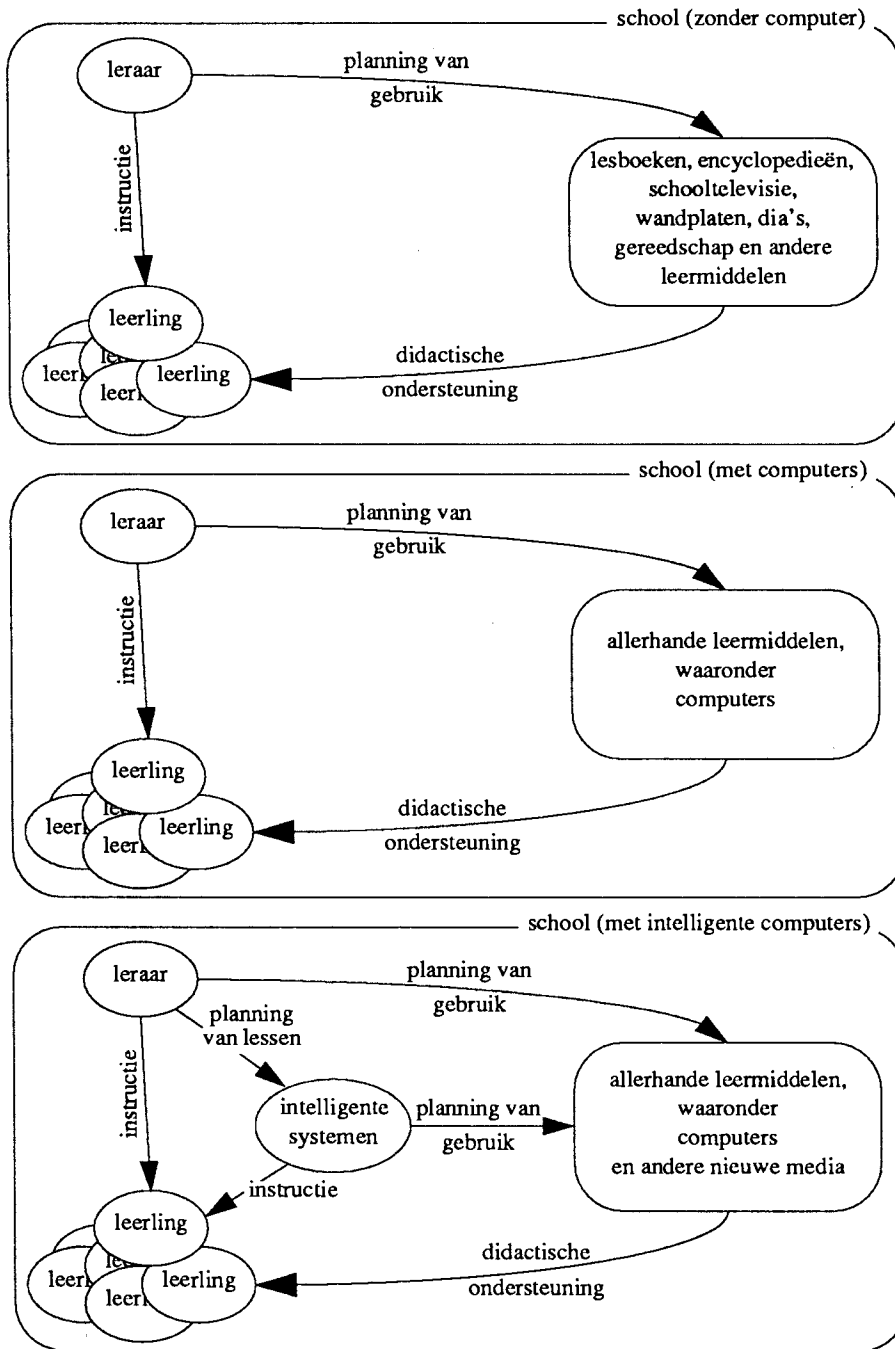 school (zonder computer)
leraar
planning van
gebruik
instructie
lesboeken, encyclopedieën,
schooltelevisie,
wandplaten, dia's,
gereedschap en andere
leermiddelen
leerling
leerling
didactische
ondersteuning
school (met computers)
leraar
planning van
gebruik
instructie
allerhande leermiddelen,
waaronder
computers
leerling
leerling
didactische
ondersteuning
school (met intelligente computers)
leraar
planning van
gebruik
planning
van lessen
instructie
intelligente
systemen
planning van
gebruik
allerhande leermiddelen,
waaronder
computers
en andere nieuwe media
instructie
leerling
leerling
didactische
ondersteuning